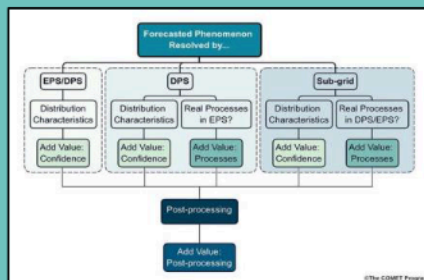 Forecasted Phenomenon
Resolved by...
EPS/DPS
DPS
Sub-grid
Distribution
Characteristics
Distribution
Characteristics
Real Processes
in EPS?
Distribution
Characteristics
Real Processes
in DPS/EPS?
Add Value:
Confidence
Add Value:
Confidence
Add Value:
Processes
Add Value:
Confidence
Add Value:
Processes
Post-processing
Add Value:
Post-processing
©The COMET Program